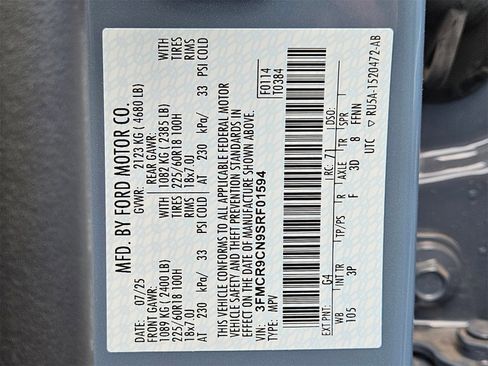 MFD. BY FORD MOTOR CO.
DATE: 07/25 GVWR: 2123 KG ( 4680 LB)
FRONT GAWR: REAR GAWR:
1089 KG ( 2400 LB) 1082 KG ( 2385 LB) WITH
225/60R18 100H 225/60R18 100H TIRES
18x7.0J 18x7.0J RIMS
AT 230 kPa/ 33 PSI COLD AT 230 kPa/ 33 PSI COLD
WITH
TIRES
RIMS
THIS VEHICLE CONFORMS TO ALL APPLICABLE FEDERAL MOTOR
VEHICLE SAFETY AND THEFT PREVENTION STANDARDS IN
EFFECT ON THE DATE OF MANUFACTURE SHOWN ABOVE.
VIN: 3FMCR9CN9SRF01594
TYPE: MPV
F0114
T0384
EXT PNT: G4 RC: 71 DSO:
WB INT TR TP/PS R AXLE TR
105 3P F 3D 8 FFNN
UTC RU5A-1520472-AB